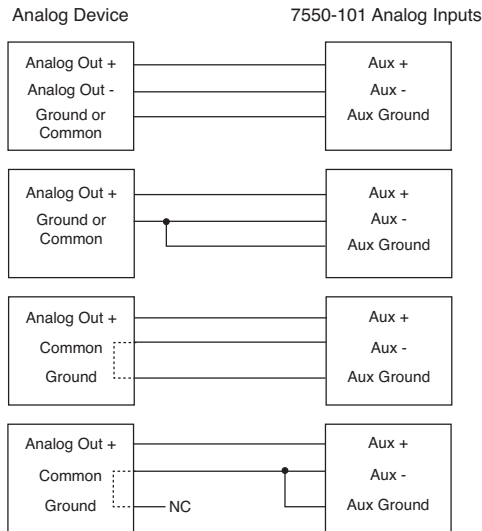 Analog Device
7550-101 Analog Inputs
Analog Out +
Analog Out -
Ground or
Common
Aux +
Aux -
Aux Ground
Analog Out +
Ground or
Common
Aux +
Aux -
Aux Ground
Analog Out +
Common
Ground
Aux +
Aux -
Aux Ground
Analog Out +
Common
Ground
NC
Aux +
Aux -
Aux Ground